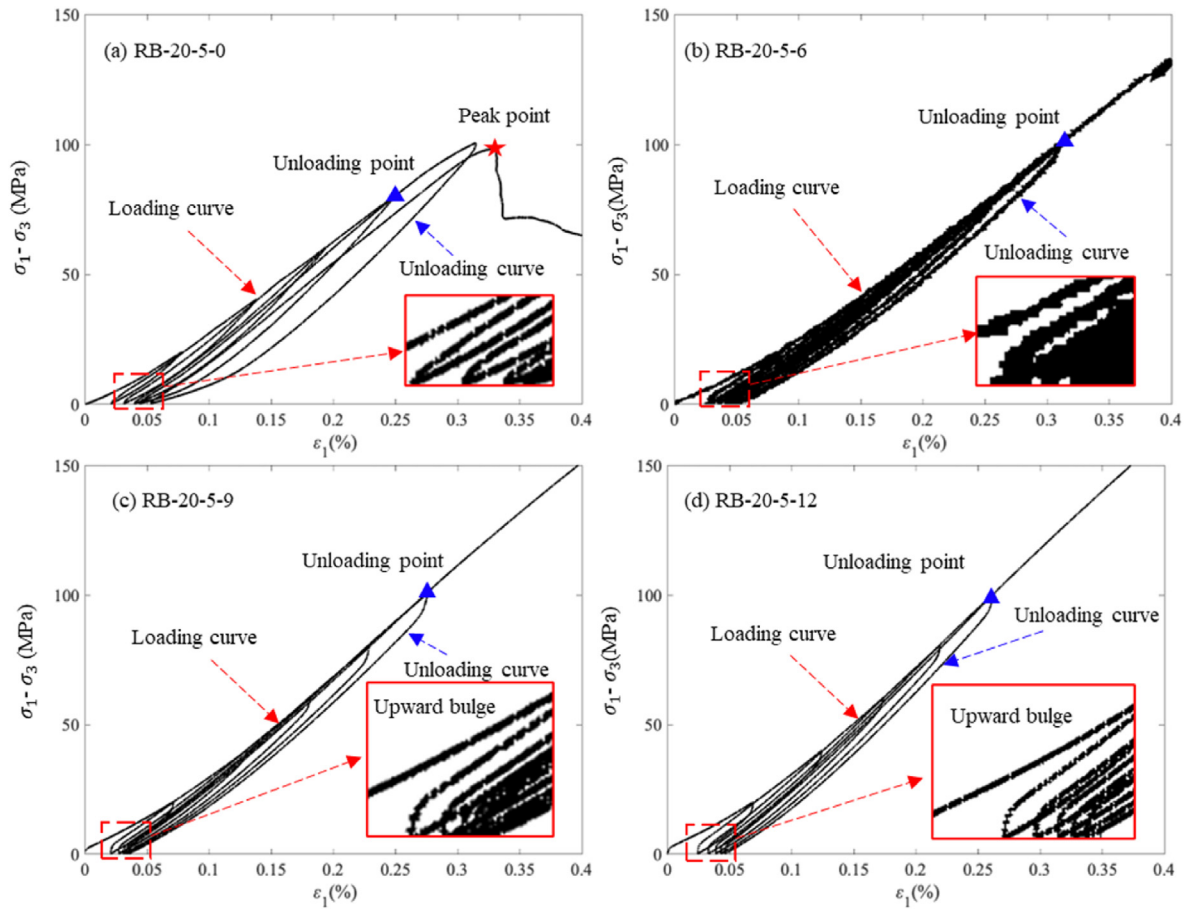 (a) RB-20-5-0
Peak point
Unloading point
Loading curve
Unloading curve
σ₁- σ₃ (MPa)
150
100
50
0
0
0.05
0.1
0.15
0.2
0.25
0.3
0.35
0.4
ε₁(%)
(b) RB-20-5-6
Unloading point
Loading curve
Unloading curve
σ₁- σ₃ (MPa)
150
100
50
0
0
0.05
0.1
0.15
0.2
0.25
0.3
0.35
0.4
ε₁(%)
(c) RB-20-5-9
Unloading point
Loading curve
Unloading curve
Upward bulge
σ₁- σ₃ (MPa)
150
100
50
0
0
0.05
0.1
0.15
0.2
0.25
0.3
0.35
0.4
ε₁(%)
(d) RB-20-5-12
Unloading point
Unloading curve
Loading curve
Upward bulge
σ₁- σ₃(MPa)
150
100
50
0
0
0.05
0.1
0.15
0.2
0.25
0.3
0.35
0.4
ε₁(%)